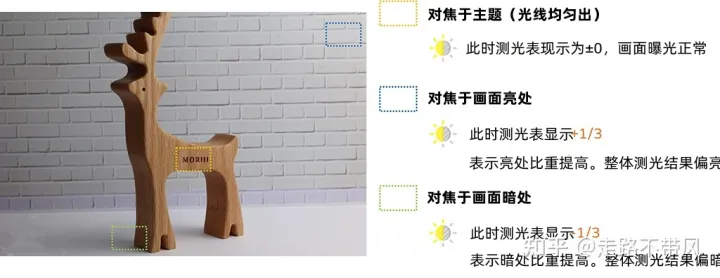 MORIII
对焦于主题（光线均匀出）
此时测光表现示为±0，画面曝光正常
对焦于画面亮处
此时测光表显示+1/3
表示亮处比重提高。整体测光结果偏亮
对焦于画面暗处
此时测光表显示-1/3
表示暗处比重提高。整体测光结果偏暗
知乎 @走路不带风